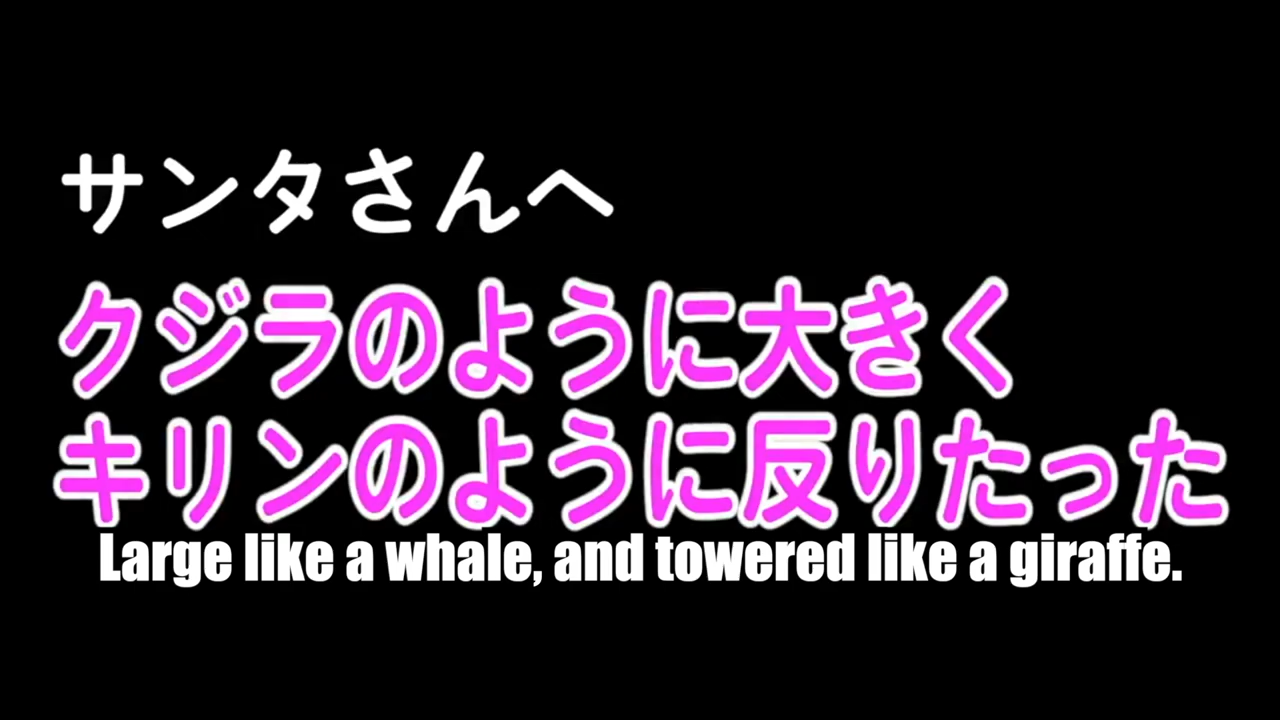 サンタさんへ
クジラのように大きく
キリンのように反りたった
Large like a whale, and towered like a giraffe.